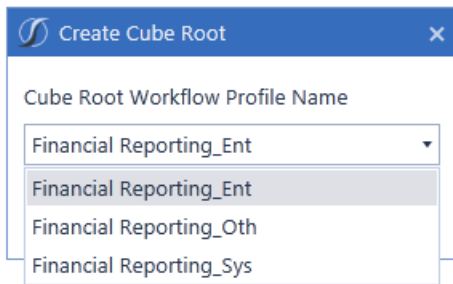 Create Cube Root
Cube Root Workflow Profile Name
Financial Reporting_Ent
Financial Reporting_Ent
Financial Reporting_Oth
Financial Reporting_Sys